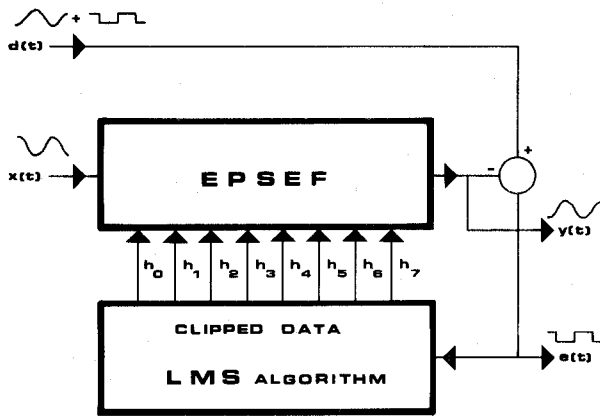 +
d(t)
+
x(t)
EPSEF
-
y(t)
h0 h1 h2 h3 h4 h5 h6 h7
CLIPPED DATA
LMS ALGORITHM
e(t)